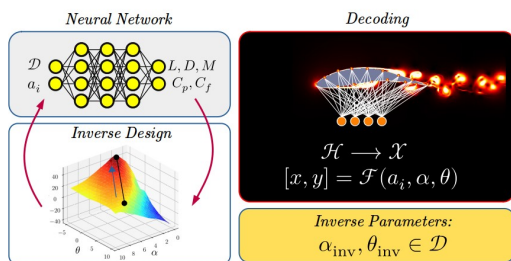 Neural Network
𝒟
a_i
L, D, M
C_p, C_f
Inverse Design
40
20
0
-20
-40
-5
0
5
10
θ
10
8
6
4
2
0
α
Decoding
ℋ ⟶ 𝒳
[x, y] = ℱ(a_i, α, θ)
Inverse Parameters:
α_inv, θ_inv ∈ 𝒟